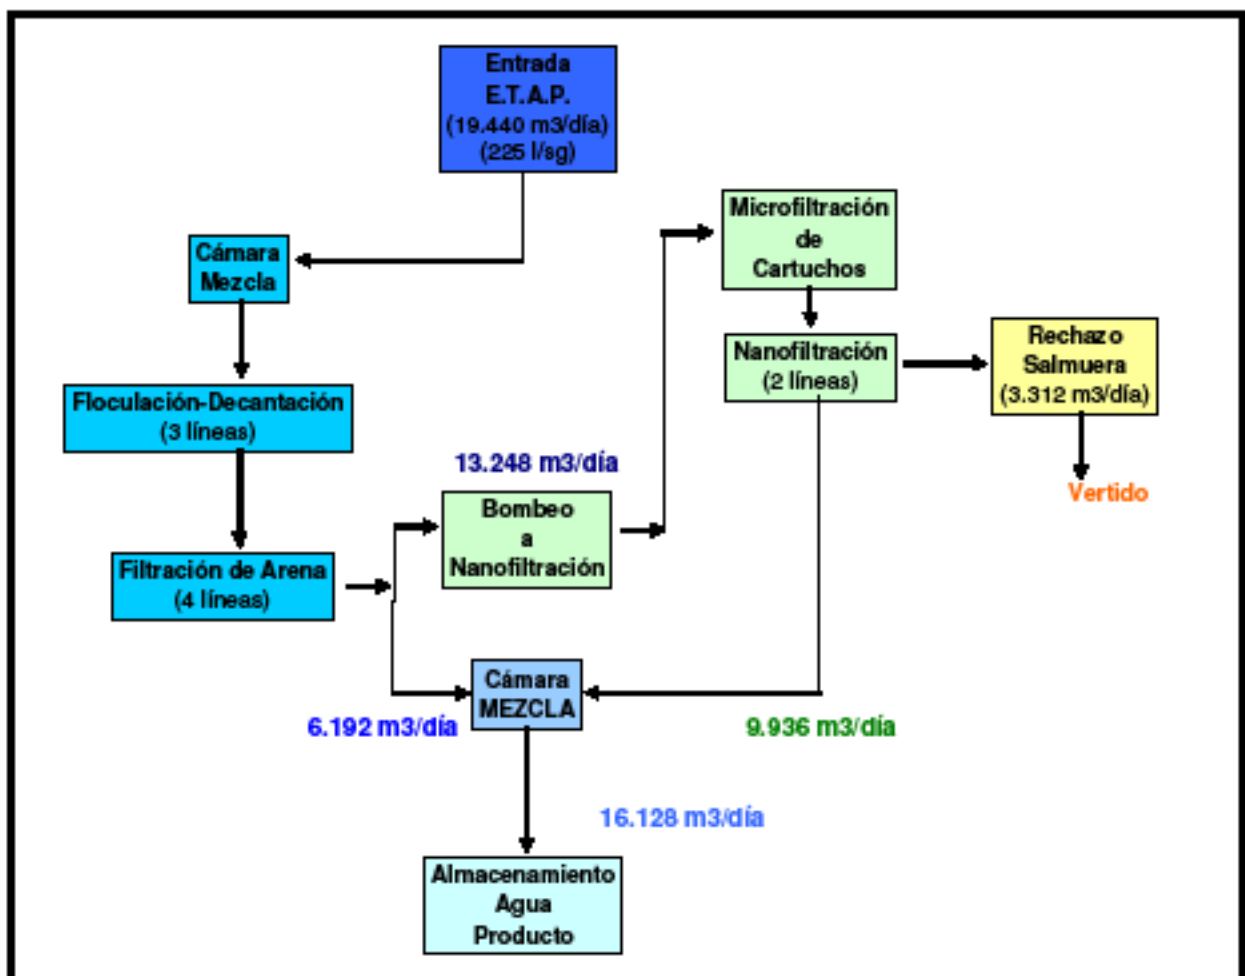 Entrada
E.T.A.P.
(19.440 m3/día)
(225 l/sg)
Cámara
Mezcla
Floculación-Decantación
(3 líneas)
Filtración de Arena
(4 líneas)
13.248 m3/día
Bombeo
a
Nanofiltración
Microfiltración
de
Cartuchos
Nanofiltración
(2 líneas)
Rechazo
Salmuera
(3.312 m3/día)
Vertido
Cámara
MEZCLA
6.192 m3/día
9.936 m3/día
16.128 m3/día
Almacenamiento
Agua
Producto